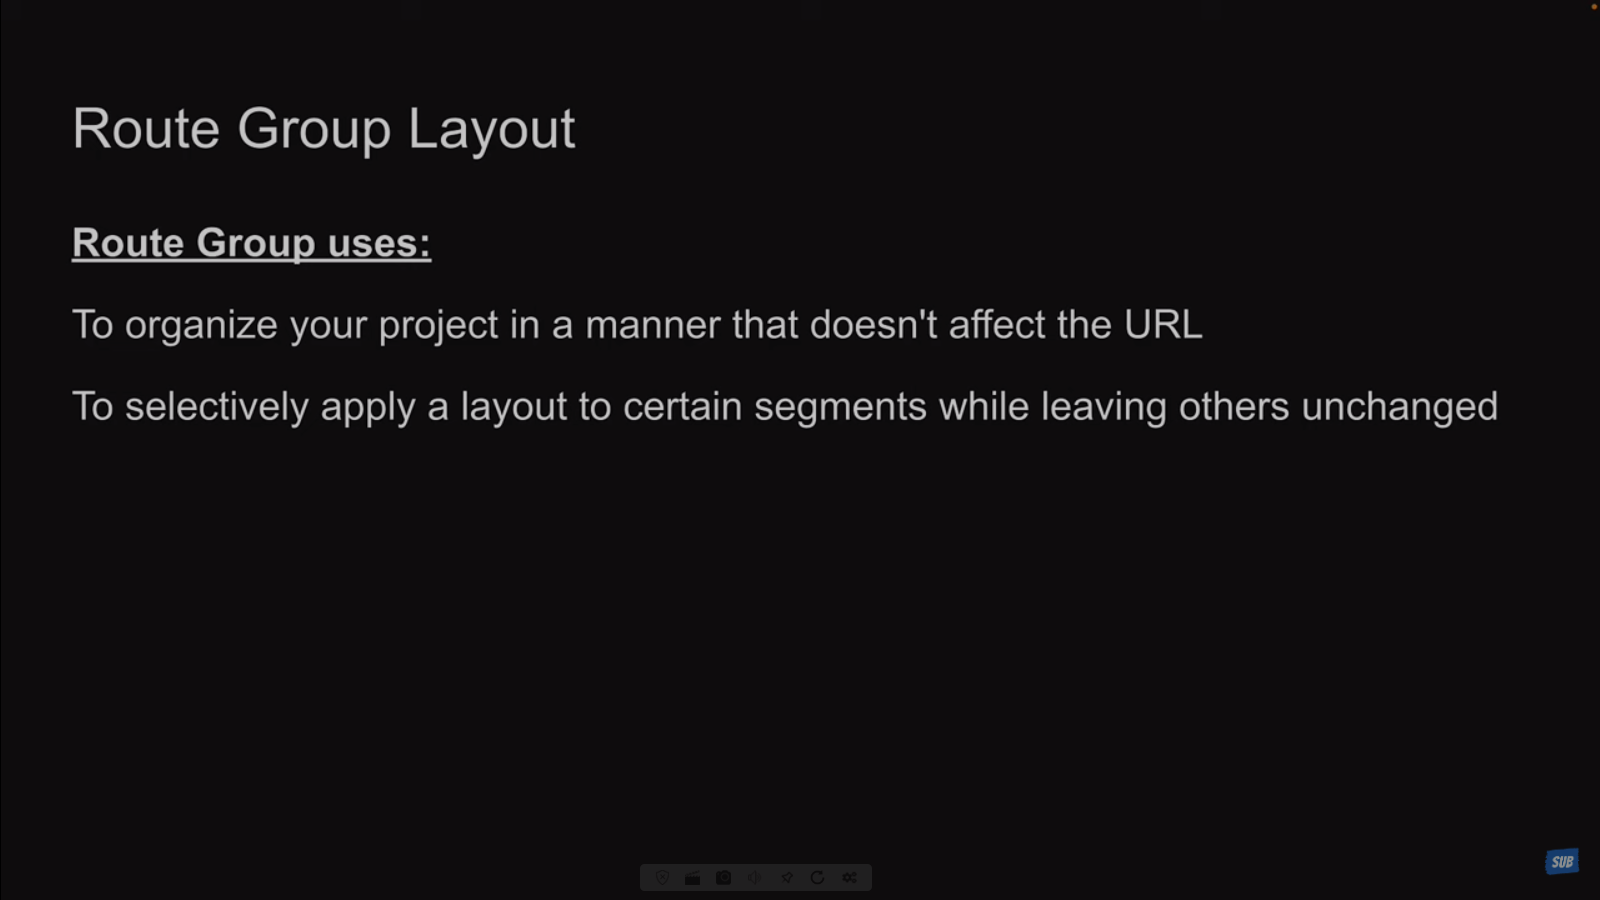 Route Group Layout
Route Group uses:
To organize your project in a manner that doesn't affect the URL
To selectively apply a layout to certain segments while leaving others unchanged
SUB